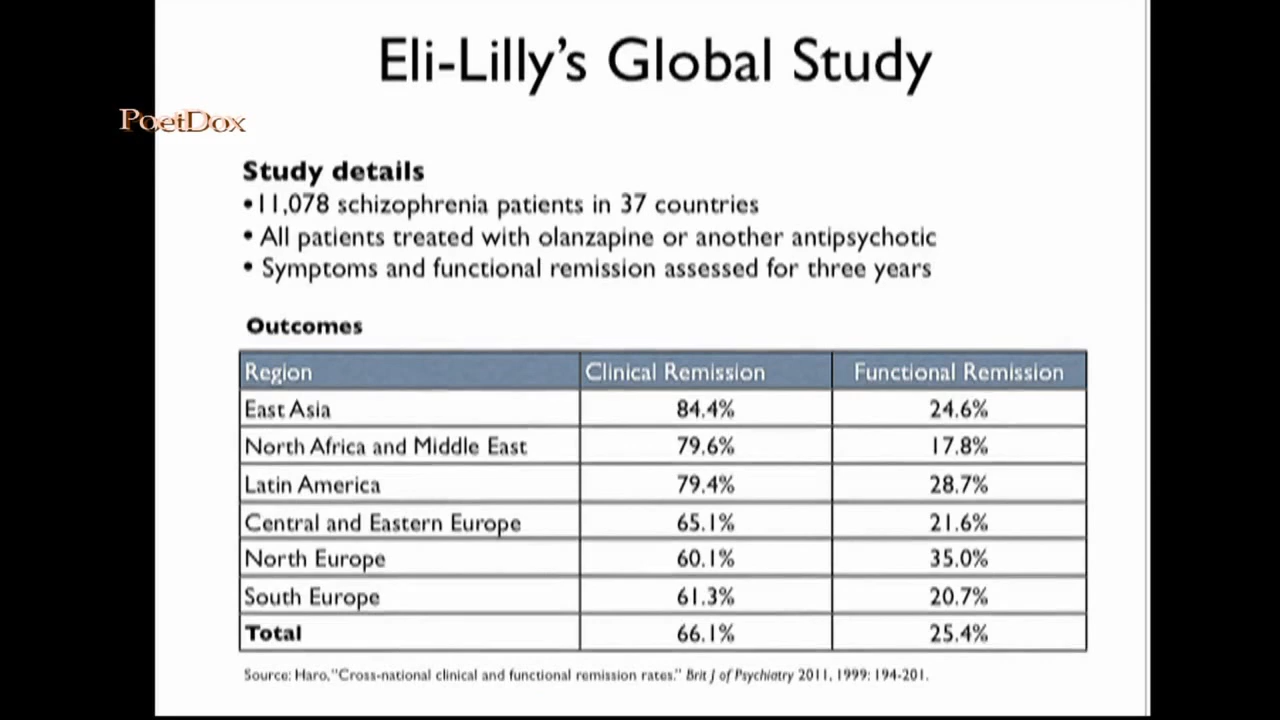 Eli-Lilly's Global Study
PoetDox
Study details
•11,078 schizophrenia patients in 37 countries
• All patients treated with olanzapine or another antipsychotic
• Symptoms and functional remission assessed for three years
Outcomes
Region Clinical Remission Functional Remission
East Asia 84.4% 24.6%
North Africa and Middle East 79.6% 17.8%
Latin America 79.4% 28.7%
Central and Eastern Europe 65.1% 21.6%
North Europe 60.1% 35.0%
South Europe 61.3% 20.7%
Total 66.1% 25.4%
Source: Haro, "Cross-national clinical and functional remission rates." Brit J of Psychiatry 2011, 1999: 194-201.